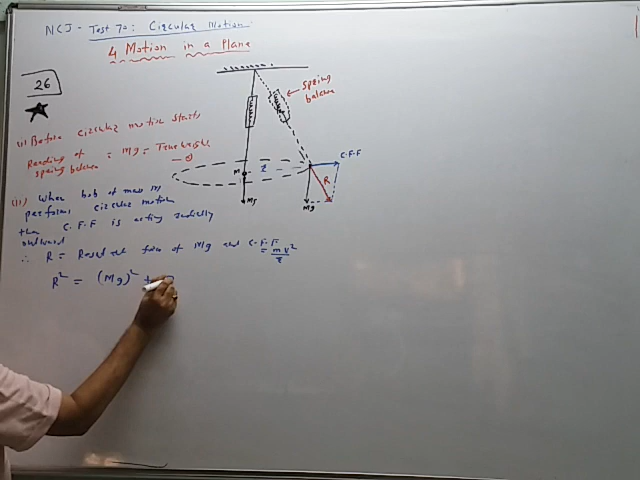 NCJ - Test 70: Circular Motion
4 Motion in a Plane
26
spring
balance
(i) Before circular motion starts
Reading of
spring balance = Mg = True weight
C.F.F
M
r
R
Mg
Mg
(ii) When bob of mass m
performs circular motion
then C.F.F is acting radially
outward
∴ R = Resultant force of Mg and C.F.F.
= mv²/r
R² = (Mg)² +